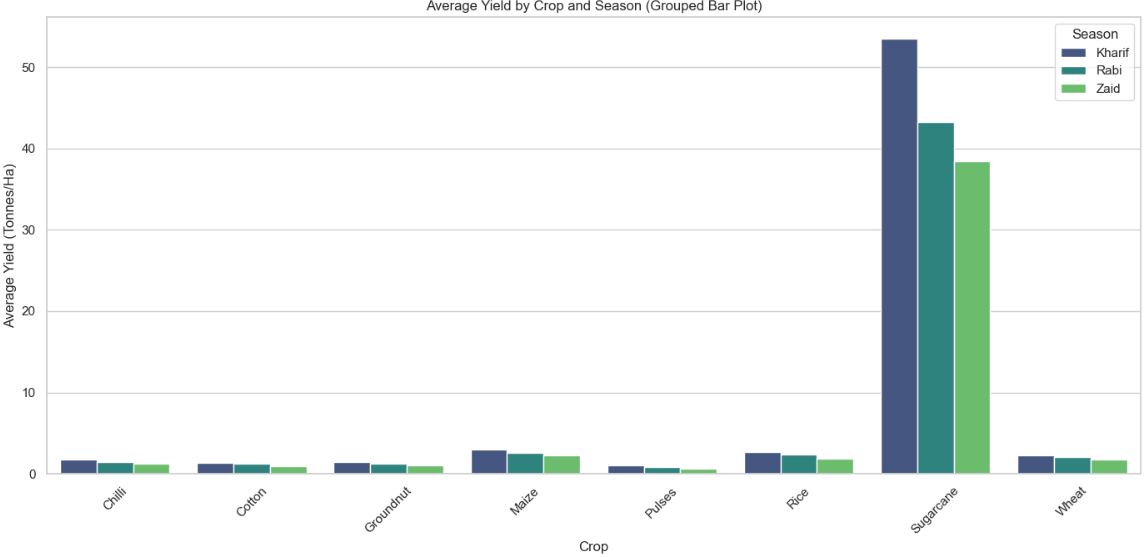 Average Yield by Crop and Season (Grouped Bar Plot)
Season
Kharif
Rabi
Zaid
Average Yield (Tonnes/Ha)
50
40
30
20
10
0
Chilli
Cotton
Groundnut
Maize
Pulses
Rice
Sugarcane
Wheat
Crop